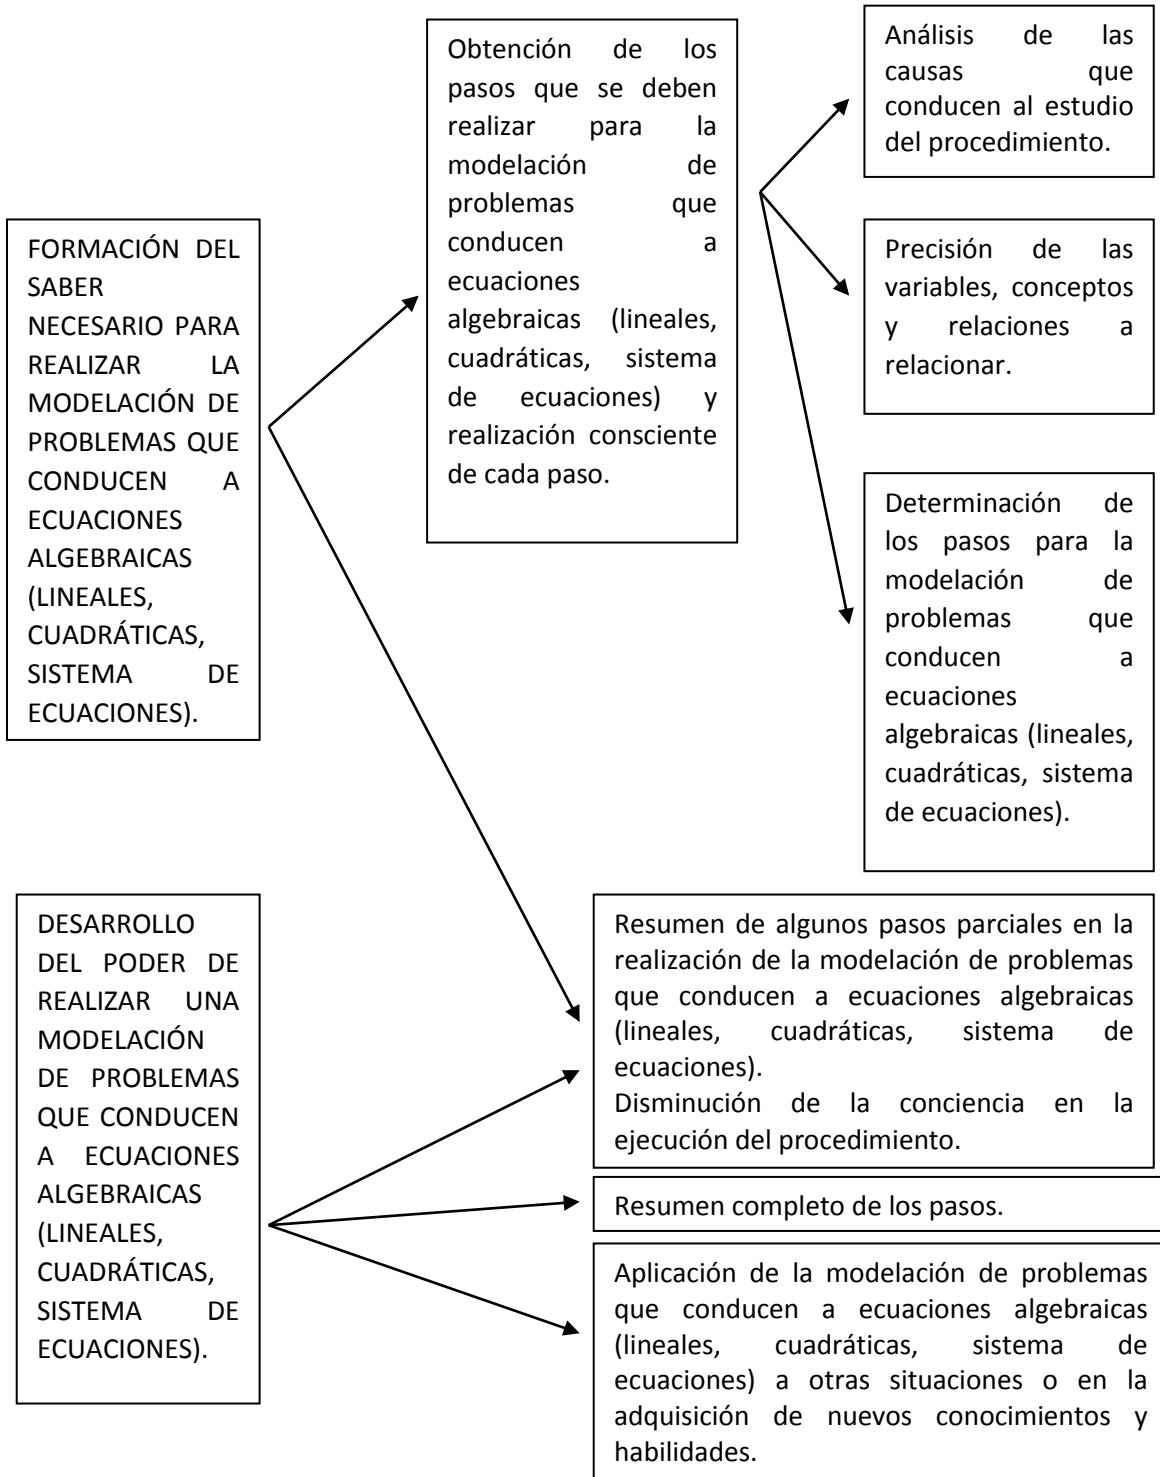 FORMACIÓN DEL
SABER
NECESARIO PARA
REALIZAR LA
MODELACIÓN DE
PROBLEMAS QUE
CONDUCEN A
ECUACIONES
ALGEBRAICAS
(LINEALES,
CUADRÁTICAS,
SISTEMA DE
ECUACIONES).
Obtención de los
pasos que se deben
realizar para la
modelación de
problemas que
conducen a
ecuaciones
algebraicas (lineales,
cuadráticas, sistema
de ecuaciones) y
realización consciente
de cada paso.
Análisis de las
causas que
conducen al estudio
del procedimiento.
Precisión de las
variables, conceptos
y relaciones a
relacionar.
Determinación de
los pasos para la
modelación de
problemas que
conducen a
ecuaciones
algebraicas (lineales,
cuadráticas, sistema
de ecuaciones).
DESARROLLO
DEL PODER DE
REALIZAR UNA
MODELACIÓN
DE PROBLEMAS
QUE CONDUCEN
A ECUACIONES
ALGEBRAICAS
(LINEALES,
CUADRÁTICAS,
SISTEMA DE
ECUACIONES).
Resumen de algunos pasos parciales en la
realización de la modelación de problemas
que conducen a ecuaciones algebraicas
(lineales, cuadráticas, sistema de
ecuaciones).
Disminución de la conciencia en la
ejecución del procedimiento.
Resumen completo de los pasos.
Aplicación de la modelación de problemas
que conducen a ecuaciones algebraicas
(lineales, cuadráticas, sistema de
ecuaciones) a otras situaciones o en la
adquisición de nuevos conocimientos y
habilidades.